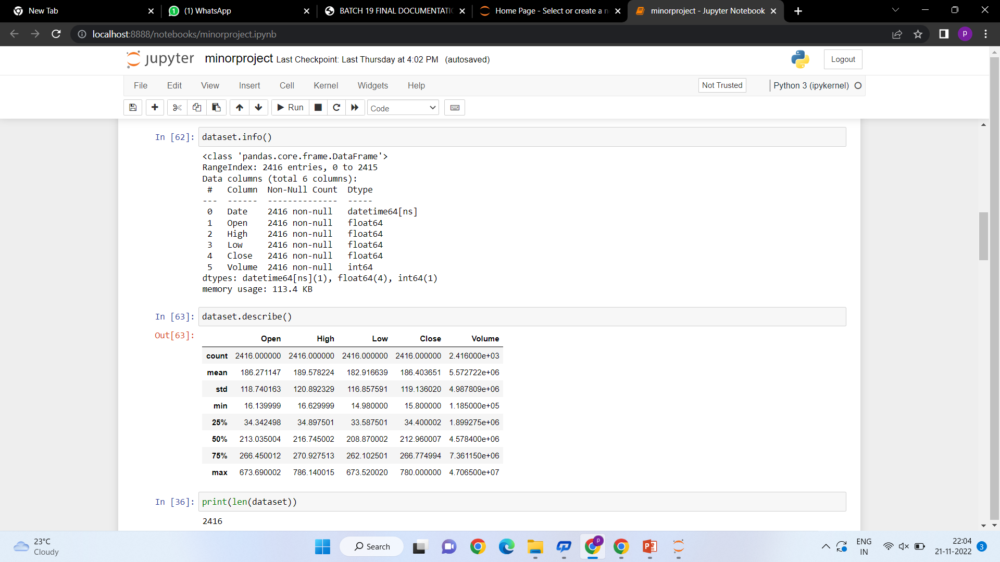 New Tab
(1) WhatsApp
BATCH 19 FINAL DOCUMENTATI
Home Page - Select or create a n
minorproject - Jupyter Notebook
localhost:8888/notebooks/minorproject.ipynb
P
jupyter minorproject Last Checkpoint: Last Thursday at 4:02 PM (autosaved)
Logout
File Edit View Insert Cell Kernel Widgets Help
Not Trusted
Python 3 (ipykernel)
Run
Code
In [62]: dataset.info()
<class 'pandas.core.frame.DataFrame'>
RangeIndex: 2416 entries, 0 to 2415
Data columns (total 6 columns):
# Column Non-Null Count Dtype
--- ------ -------------- -----
0 Date 2416 non-null datetime64[ns]
1 Open 2416 non-null float64
2 High 2416 non-null float64
3 Low 2416 non-null float64
4 Close 2416 non-null float64
5 Volume 2416 non-null int64
dtypes: datetime64[ns](1), float64(4), int64(1)
memory usage: 113.4 KB
In [63]: dataset.describe()
Out[63]:
Open High Low Close Volume
count 2416.000000 2416.000000 2416.000000 2416.000000 2.416000e+03
mean 186.271147 189.578224 182.916639 186.403651 5.572722e+06
std 118.740163 120.892329 116.857591 119.136020 4.987809e+06
min 16.139999 16.629999 14.980000 15.800000 1.185000e+05
25% 34.342498 34.897501 33.587501 34.400002 1.899275e+06
50% 213.035004 216.745002 208.870002 212.960007 4.578400e+06
75% 266.450012 270.927513 262.102501 266.774994 7.361150e+06
max 673.690002 786.140015 673.520020 780.000000 4.706500e+07
In [36]: print(len(dataset))
2416
23°C
Cloudy
Search
P
ENG
IN
22:04
21-11-2022
3